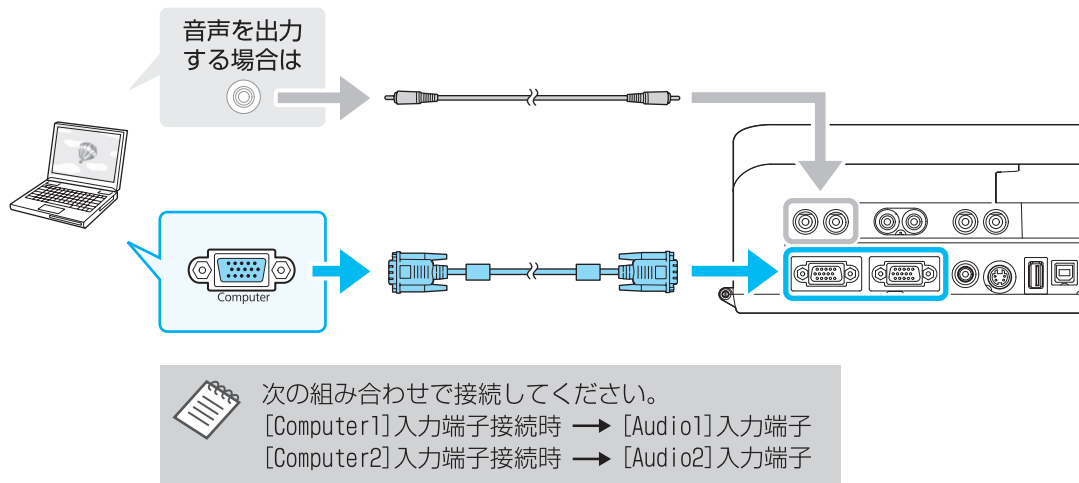 音声を出力
する場合は
Computer
次の組み合わせで接続してください。
[Computer1]入力端子接続時 → [Audio1]入力端子
[Computer2]入力端子接続時 → [Audio2]入力端子